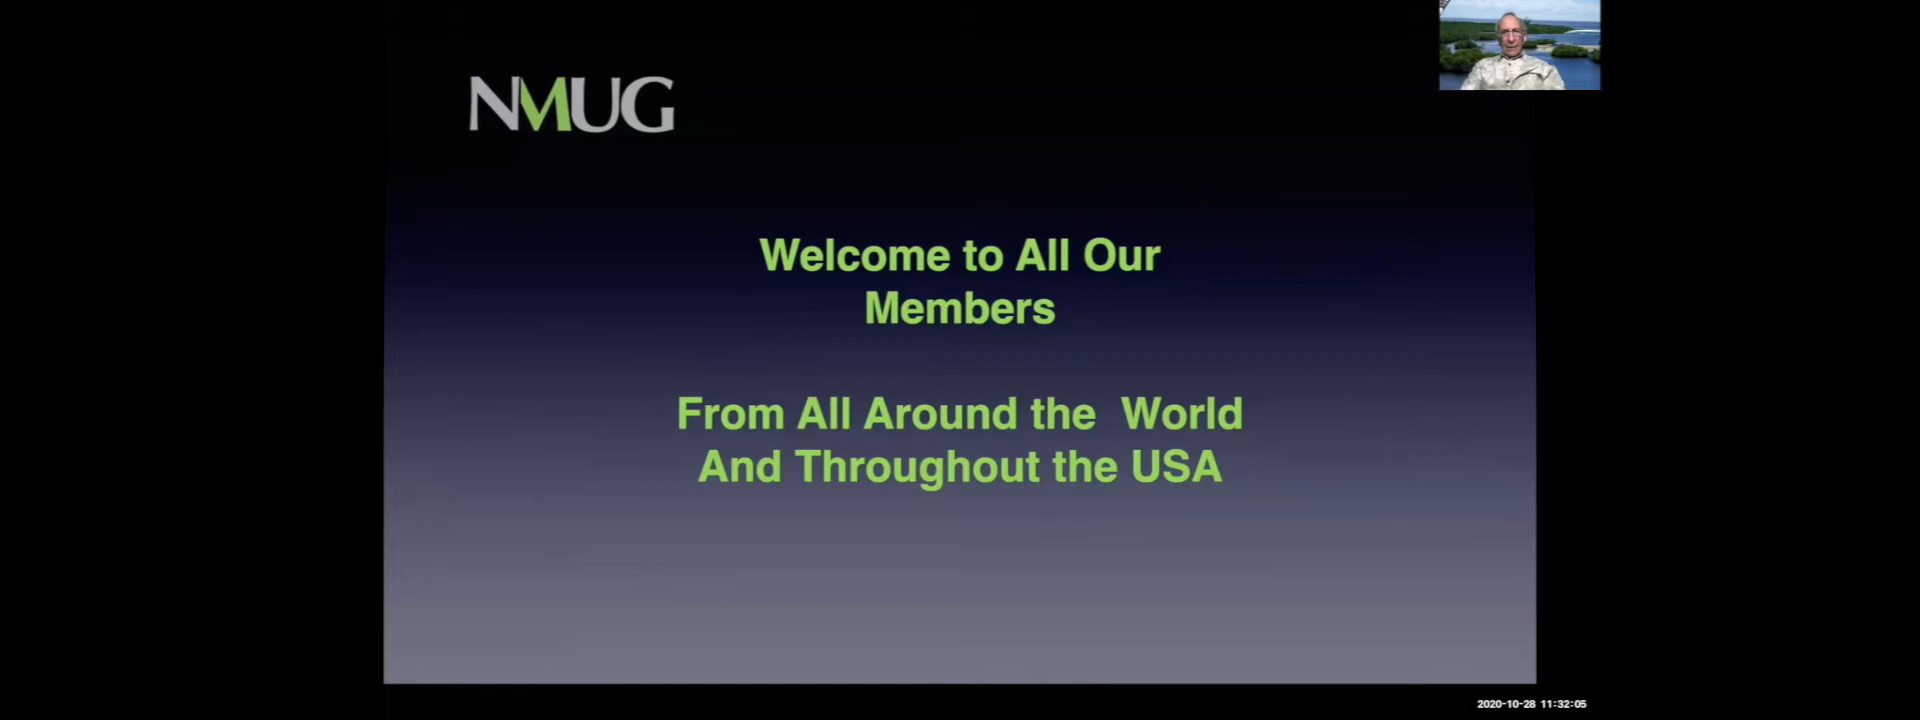 NMUG
Welcome to All Our
Members
From All Around the  World
And Throughout the USA
2020-10-28 11:32:05